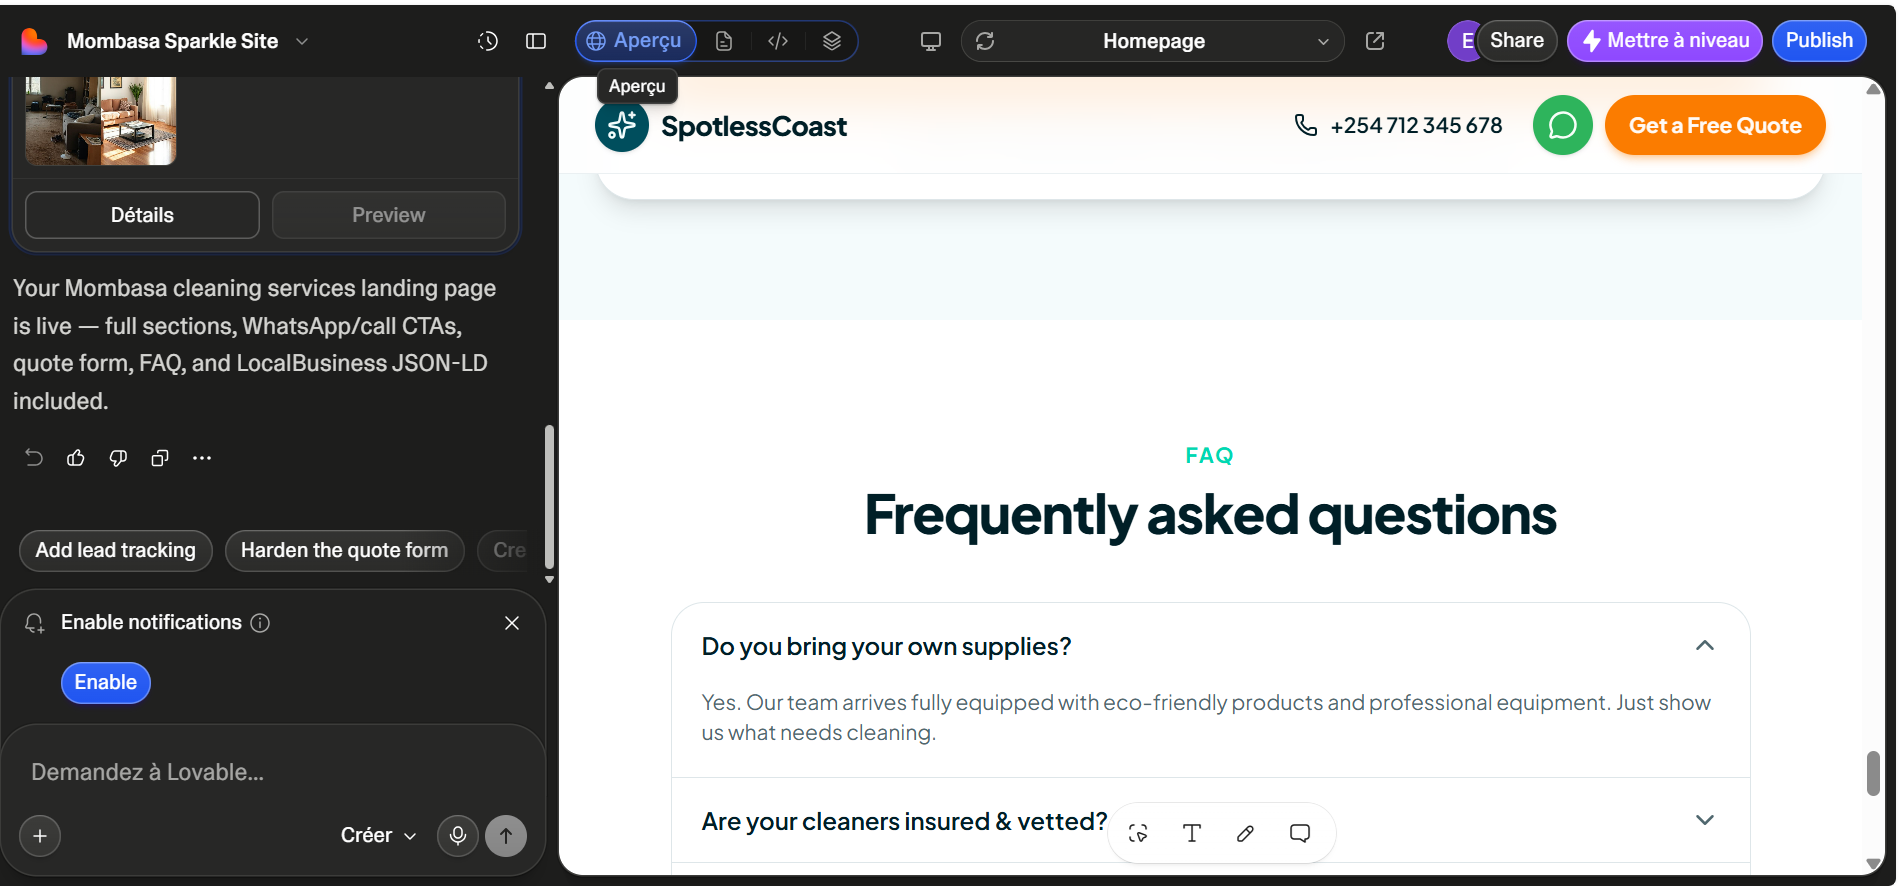 Mombasa Sparkle Site
Aperçu
Homepage
E
Share
Mettre à niveau
Publish
Aperçu
Détails
Preview
Your Mombasa cleaning services landing page
is live — full sections, WhatsApp/call CTAs,
quote form, FAQ, and LocalBusiness JSON-LD
included.
Add lead tracking
Harden the quote form
Cre
Enable notifications
Enable
Demandez à Lovable...
Créer
SpotlessCoast
+254 712 345 678
Get a Free Quote
FAQ
Frequently asked questions
Do you bring your own supplies?
Yes. Our team arrives fully equipped with eco-friendly products and professional equipment. Just show
us what needs cleaning.
Are your cleaners insured & vetted?